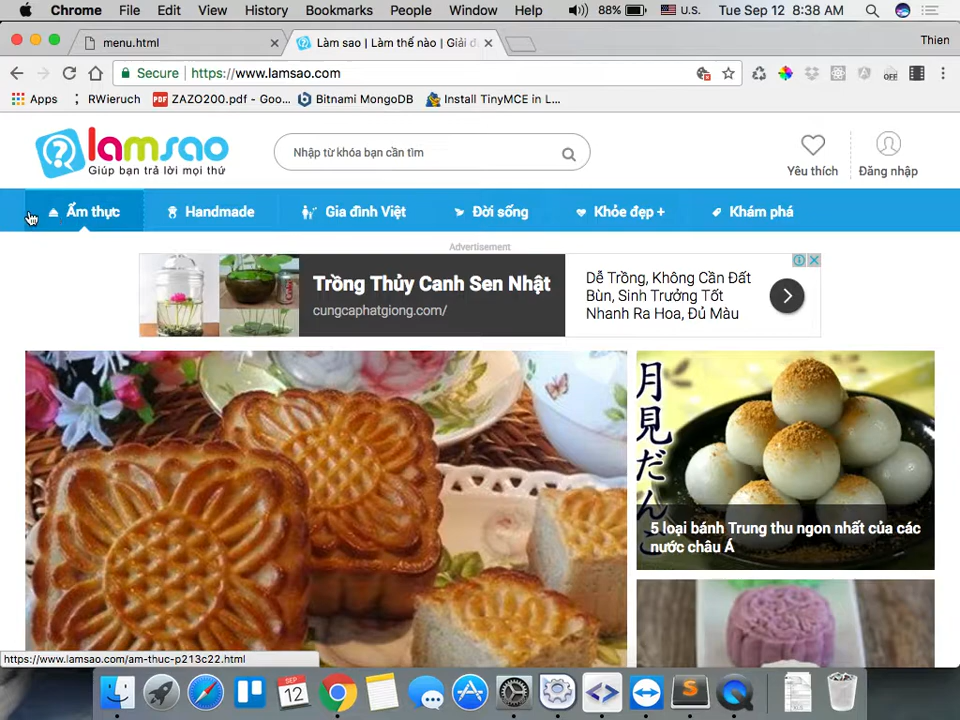 Chrome File Edit View History Bookmarks People Window Help 88% U.S. Tue Sep 12 8:38 AM
menu.html
Làm sao | Làm thế nào | Giải đ
Thien
Secure | https://www.lamsao.com
OFF
Apps RWieruch ZAZO200.pdf - Goo... Bitnami MongoDB Install TinyMCE in L...
lamsao
Giúp bạn trả lời mọi thứ
Nhập từ khóa bạn cần tìm
Yêu thích
Đăng nhập
Ẩm thực Handmade Gia đình Việt Đời sống Khỏe đẹp + Khám phá
Advertisement
Trồng Thủy Canh Sen Nhật
cungcaphatgiong.com/
Dễ Trồng, Không Cần Đất
Bùn, Sinh Trưởng Tốt
Nhanh Ra Hoa, Đủ Màu
月見だん
5 loại bánh Trung thu ngon nhất của các
nước châu Á
https://www.lamsao.com/am-thuc-p213c22.html
SEP
12